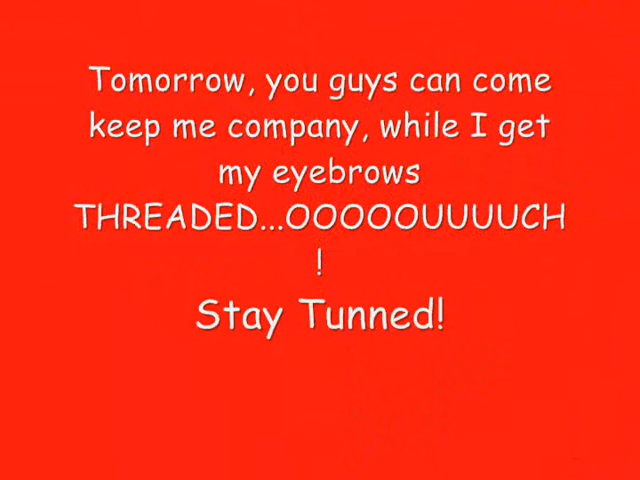 Tomorrow, you guys can come
keep me company, while I get
my eyebrows
THREADED...OOOOOUUUUCH
!
Stay Tunned!